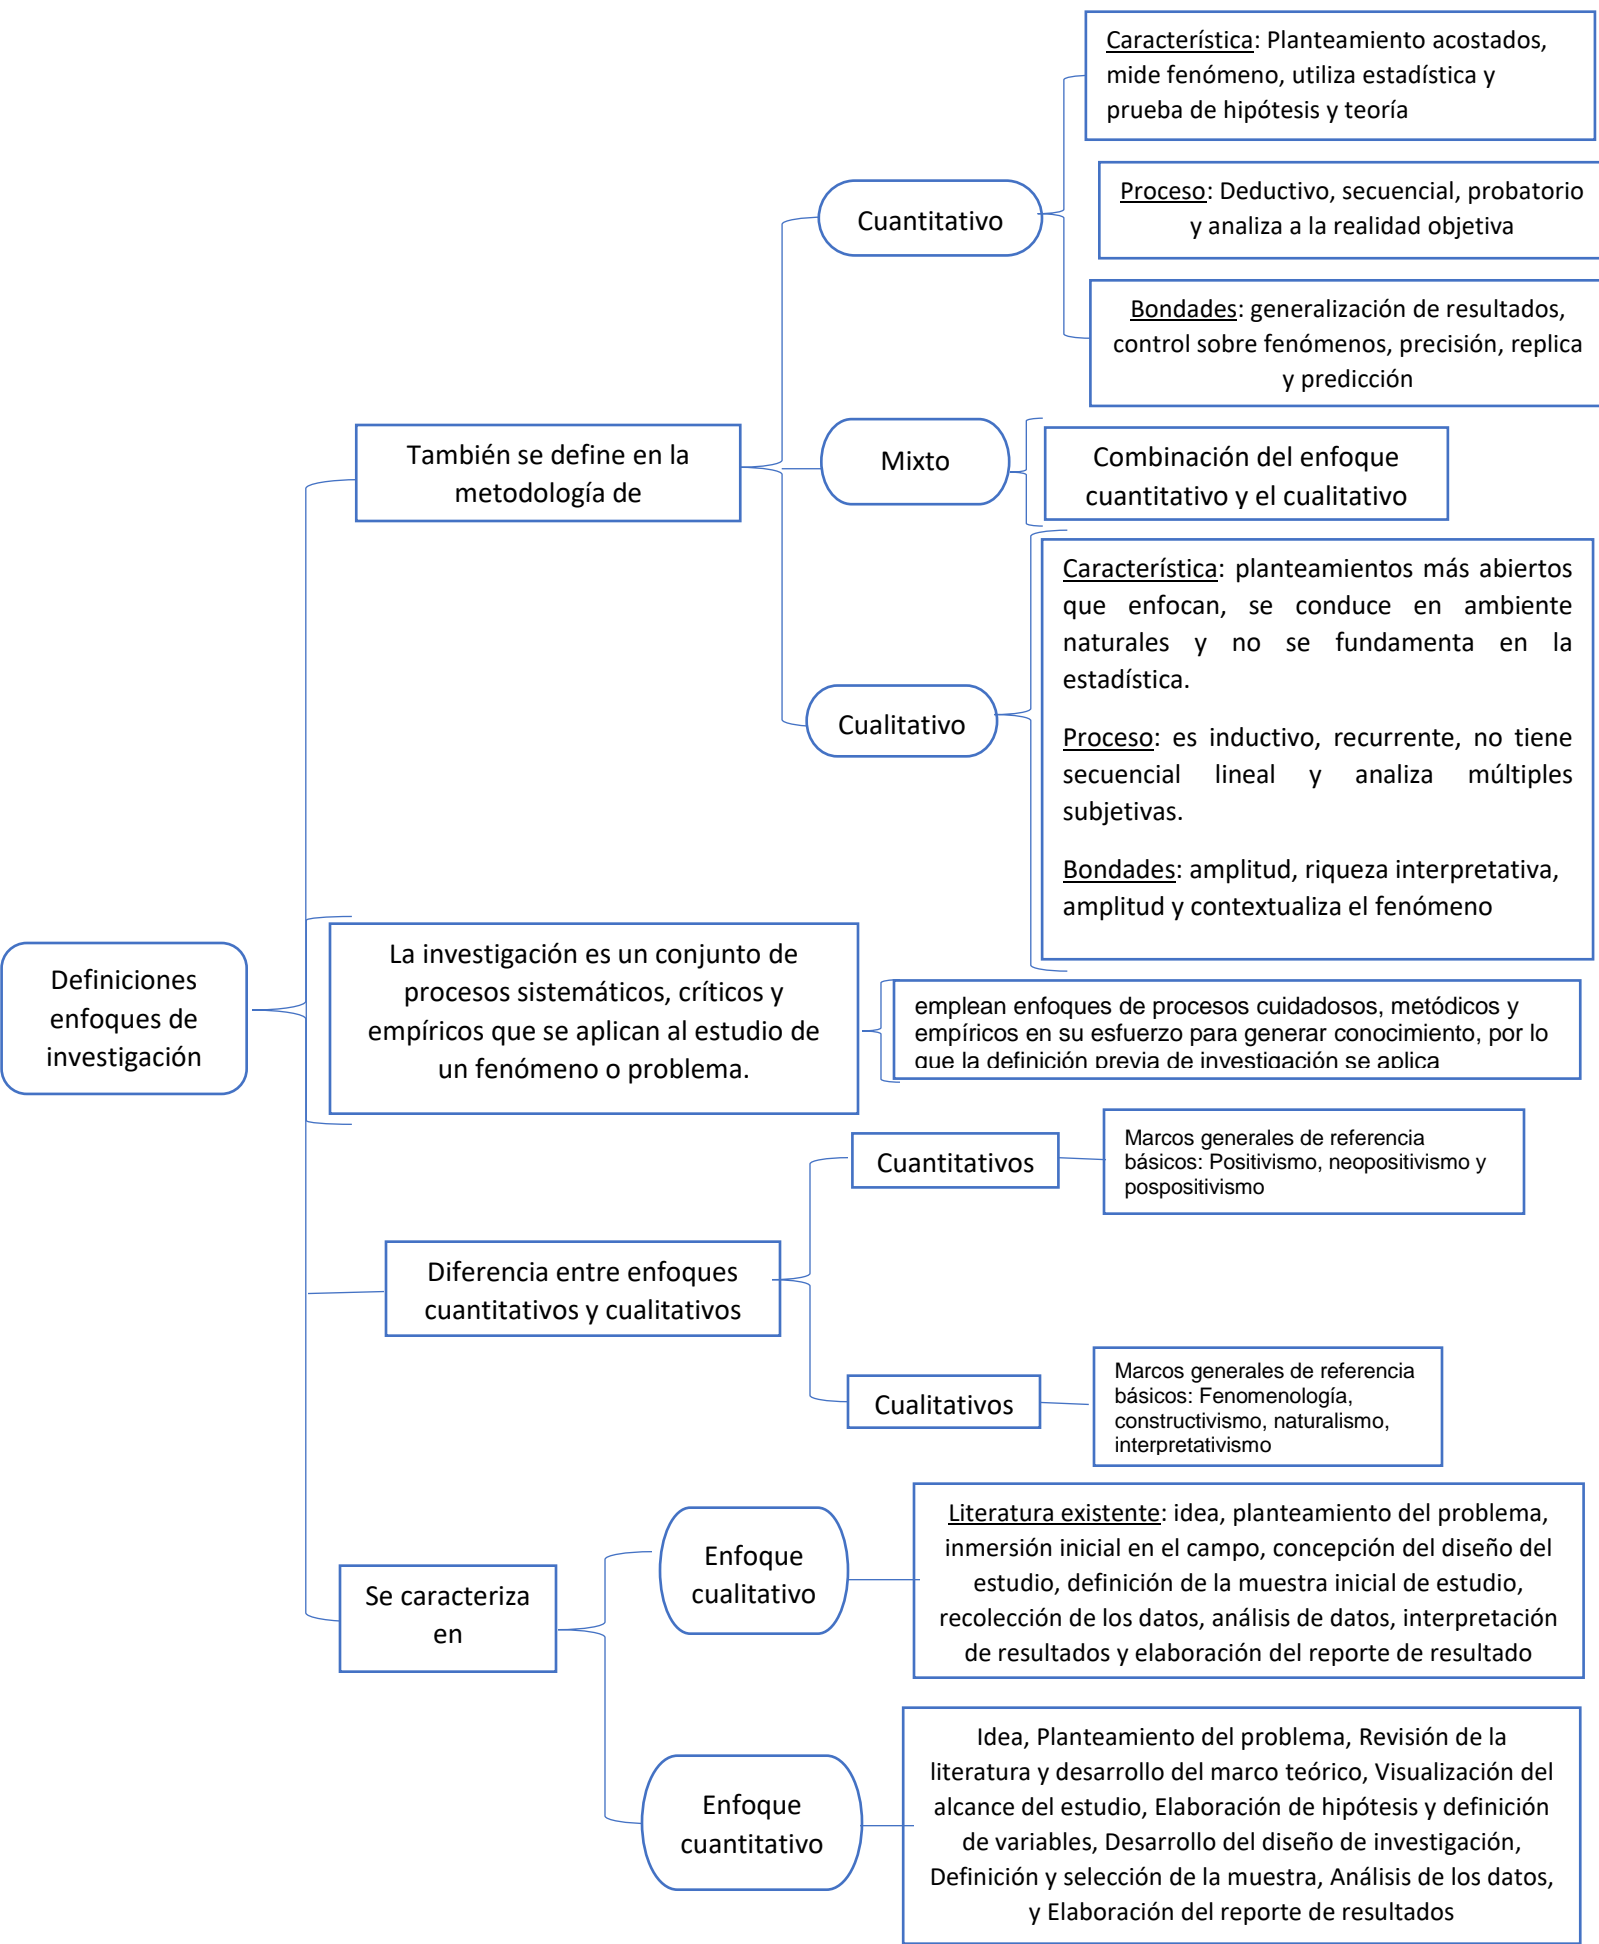 Definiciones
enfoques de
investigación
También se define en la
metodología de
Cuantitativo
Característica: Planteamiento acostados,
mide fenómeno, utiliza estadística y
prueba de hipótesis y teoría
Proceso: Deductivo, secuencial, probatorio
y analiza a la realidad objetiva
Bondades: generalización de resultados,
control sobre fenómenos, precisión, replica
y predicción
Mixto
Combinación del enfoque
cuantitativo y el cualitativo
Cualitativo
Característica: planteamientos más abiertos
que enfocan, se conduce en ambiente
naturales y no se fundamenta en la
estadística.
Proceso: es inductivo, recurrente, no tiene
secuencial lineal y analiza múltiples
subjetivas.
Bondades: amplitud, riqueza interpretativa,
amplitud y contextualiza el fenómeno
La investigación es un conjunto de
procesos sistemáticos, críticos y
empíricos que se aplican al estudio de
un fenómeno o problema.
emplean enfoques de procesos cuidadosos, metódicos y
empíricos en su esfuerzo para generar conocimiento, por lo
que la definición previa de investigación se aplica
Diferencia entre enfoques
cuantitativos y cualitativos
Cuantitativos
Marcos generales de referencia
básicos: Positivismo, neopositivismo y
pospositivismo
Cualitativos
Marcos generales de referencia
básicos: Fenomenología,
constructivismo, naturalismo,
interpretativismo
Se caracteriza
en
Enfoque
cualitativo
Literatura existente: idea, planteamiento del problema,
inmersión inicial en el campo, concepción del diseño del
estudio, definición de la muestra inicial de estudio,
recolección de los datos, análisis de datos, interpretación
de resultados y elaboración del reporte de resultado
Enfoque
cuantitativo
Idea, Planteamiento del problema, Revisión de la
literatura y desarrollo del marco teórico, Visualización del
alcance del estudio, Elaboración de hipótesis y definición
de variables, Desarrollo del diseño de investigación,
Definición y selección de la muestra, Análisis de los datos,
y Elaboración del reporte de resultados